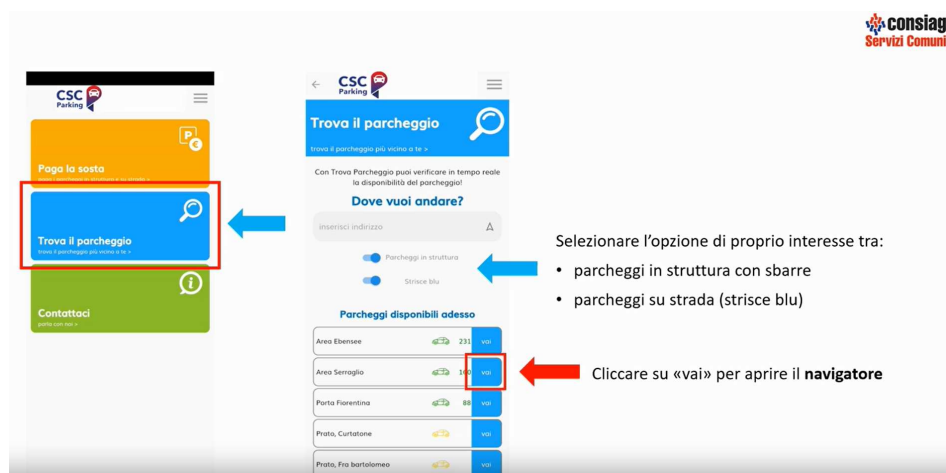 consiag
Servizi Comuni
CSC
Parking
Paga la sosta
Trova il parcheggio
trova il parcheggio più vicino a te >
Contattaci
parla con noi >
CSC
Parking
Trova il parcheggio
trova il parcheggio più vicino a te >
Con Trova Parcheggio puoi verificare in tempo reale
la disponibilità del parcheggio!
Dove vuoi andare?
inserisci indirizzo
Parcheggi in struttura
Strisce blu
Parcheggi disponibili adesso
Area Ebensee 231 vai
Area Serraglio 160 vai
Porta Fiorentina 88 vai
Prato, Curtatone vai
Prato, Fra bartolomeo vai
Selezionare l’opzione di proprio interesse tra:
• parcheggi in struttura con sbarre
• parcheggi su strada (strisce blu)
Cliccare su «vai» per aprire il navigatore